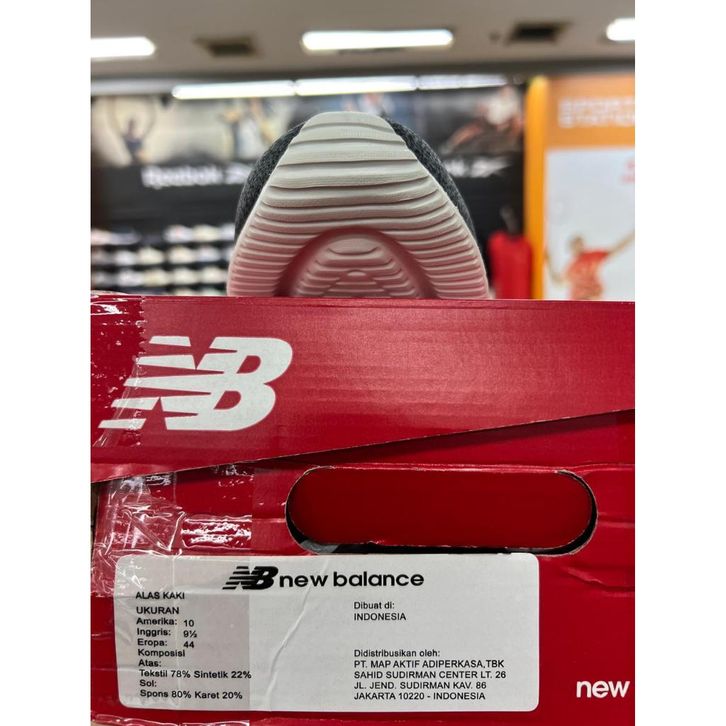 Reebok
SPORTS
STATION
NB
NB new balance
ALAS KAKI
UKURAN
Amerika: 10
Inggris: 9½
Eropa: 44
Komposisi
Atas:
Tekstil 78% Sintetik 22%
Sol:
Spons 80% Karet 20%
Dibuat di:
INDONESIA
Didistribusikan oleh:
PT. MAP AKTIF ADIPERKASA,TBK
SAHID SUDIRMAN CENTER LT. 26
JL. JEND. SUDIRMAN KAV. 86
JAKARTA 10220 - INDONESIA
new